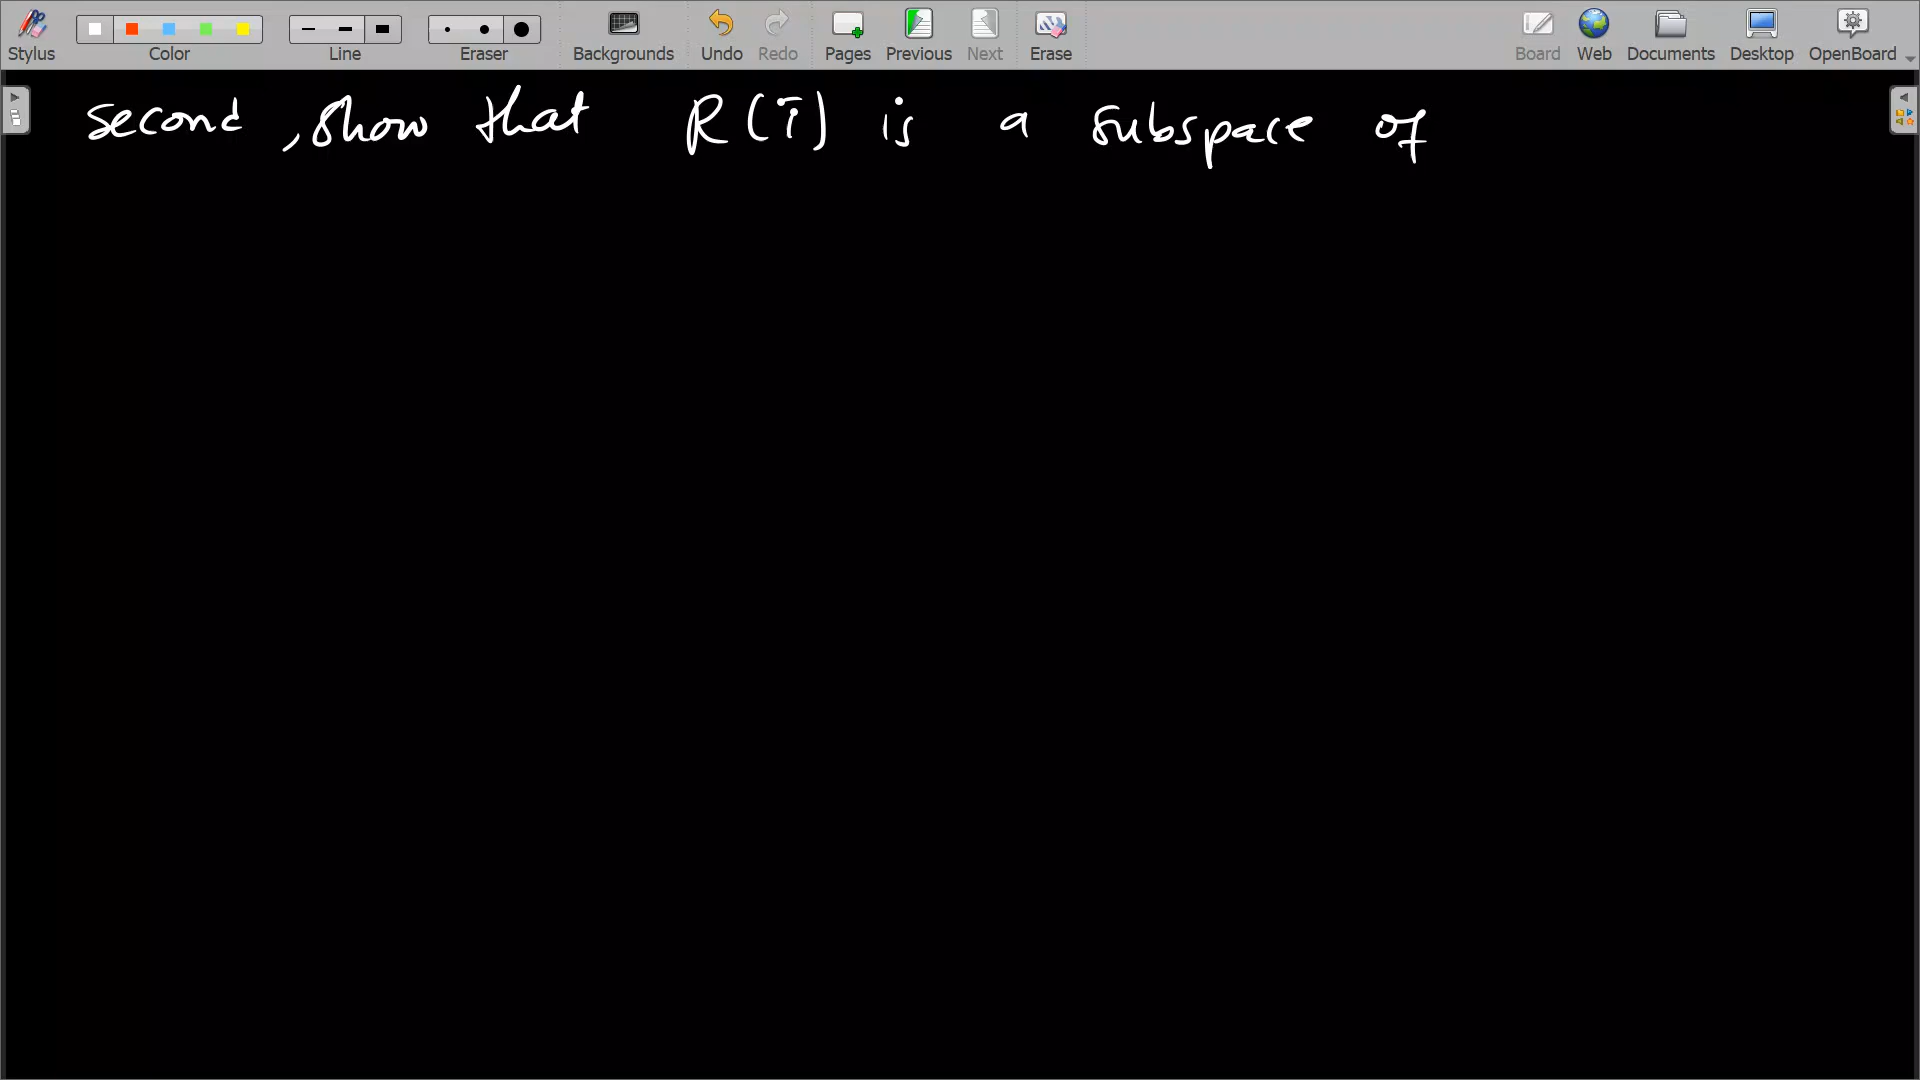 Stylus Color Line Eraser Backgrounds Undo Redo Pages Previous Next Erase Board Web Documents Desktop OpenBoard
second , show that R(T) is a subspace of